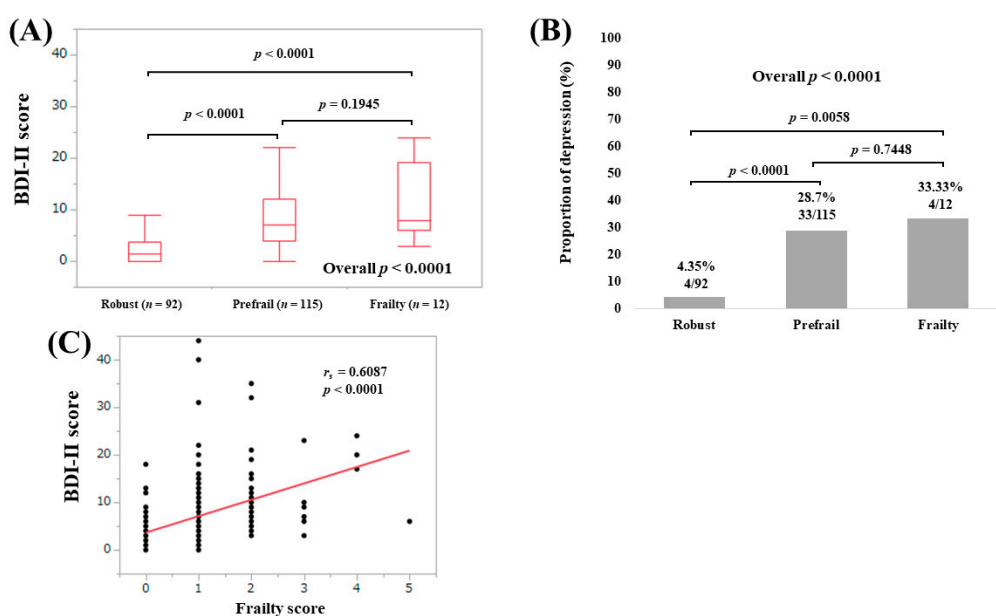 (A)
BDI-II score
40
30
20
10
0
p < 0.0001
p < 0.0001
p = 0.1945
Overall p < 0.0001
Robust (n = 92)
Prefrail (n = 115)
Frailty (n = 12)
(B)
Proportion of depression (%)
100
90
80
70
60
50
40
30
20
10
0
Overall p < 0.0001
p = 0.0058
p = 0.7448
p < 0.0001
4.35%
4/92
28.7%
33/115
33.33%
4/12
Robust
Prefrail
Frailty
(C)
BDI-II score
40
30
20
10
0
rs = 0.6087
p < 0.0001
0 1 2 3 4 5
Frailty score